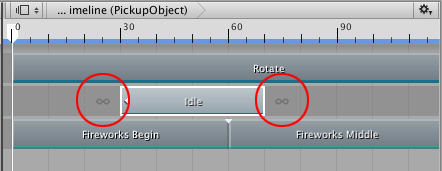 ... imeline (PickupObject)
0 30 60 90
Rotate
Idle
Fireworks Begin Fireworks Middle